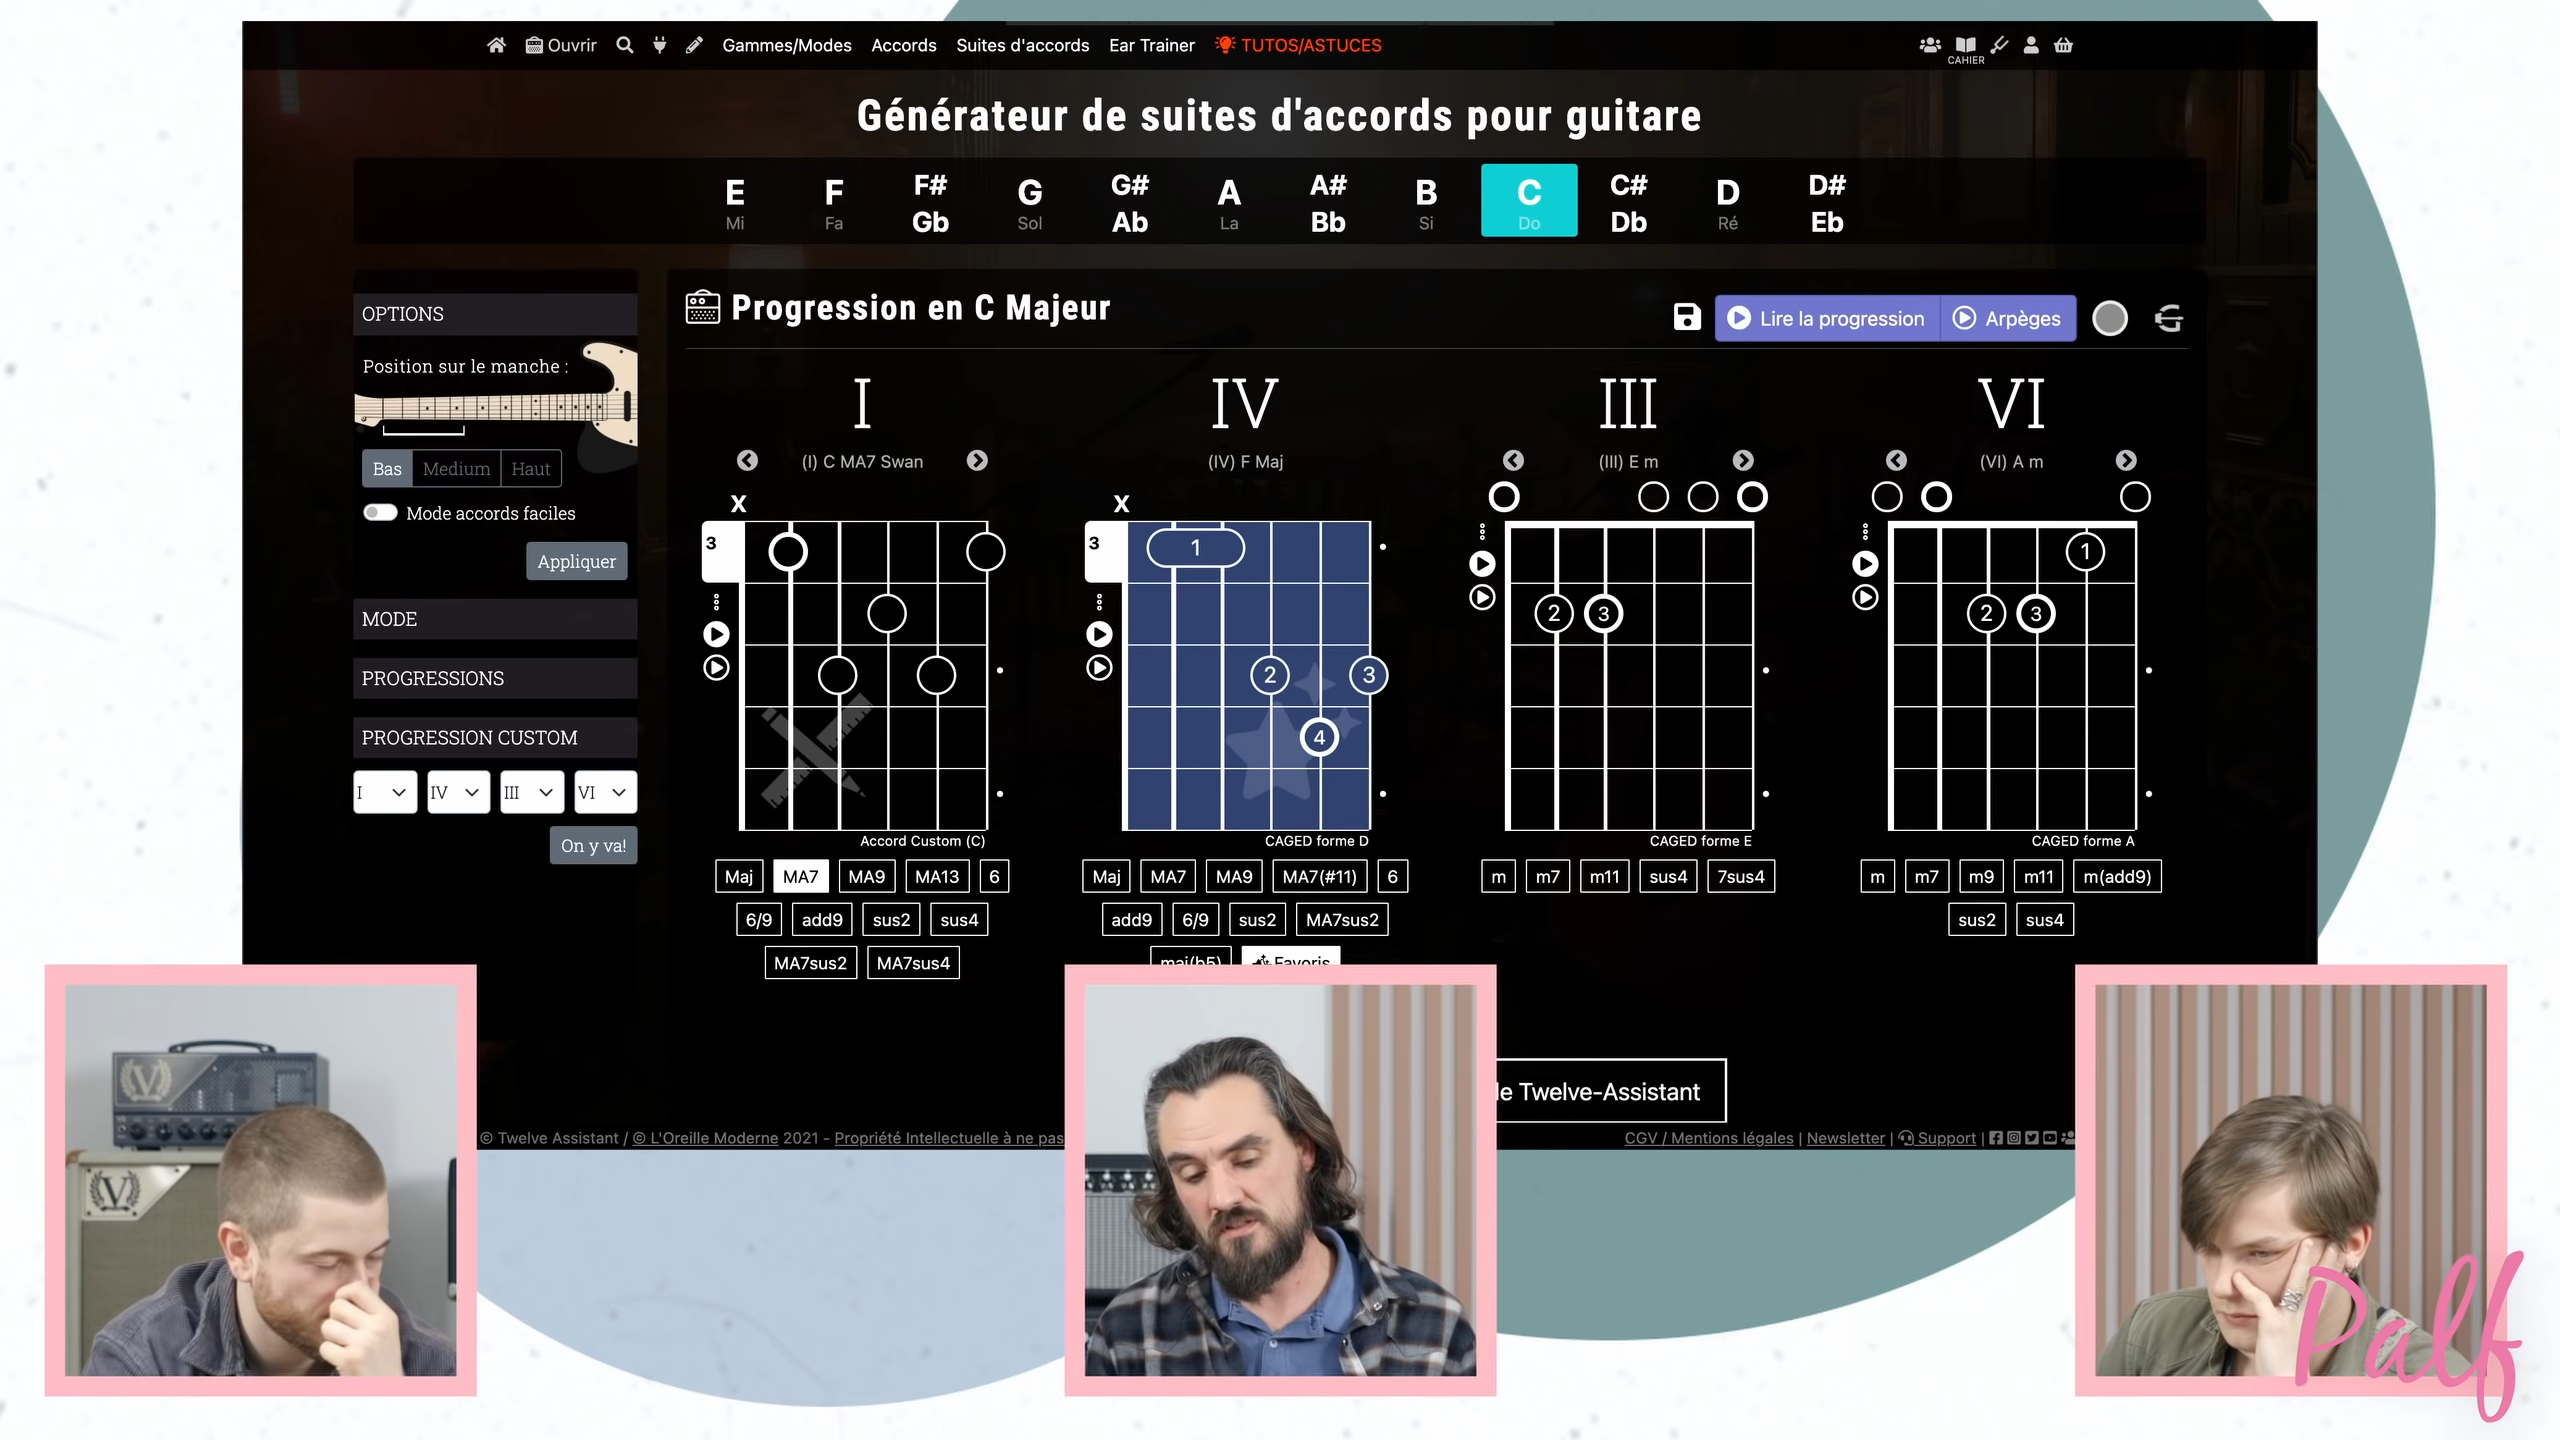 Ouvrir Gammes/Modes Accords Suites d'accords Ear Trainer TUTOS/ASTUCES CAHIER
Générateur de suites d'accords pour guitare
E F F# G G# A A# B C C# D D#
Mi Fa Gb Sol Ab La Bb Si Do Db Ré Eb
OPTIONS
Position sur le manche :
Bas Medium Haut
Mode accords faciles
Appliquer
MODE
PROGRESSIONS
PROGRESSION CUSTOM
I IV III VI
On y va!
Progression en C Majeur
Lire la progression Arpèges
I
(I) C MA7 Swan
X
3
Accord Custom (C)
Maj MA7 MA9 MA13 6
6/9 add9 sus2 sus4
MA7sus2 MA7sus4
IV
(IV) F Maj
X
3
1
2 3
4
CAGED forme D
Maj MA7 MA9 MA7(#11) 6
add9 6/9 sus2 MA7sus2
maj(b5) Favoris
III
(III) E m
2 3
CAGED forme E
m m7 m11 sus4 7sus4
VI
(VI) A m
1
2 3
CAGED forme A
m m7 m9 m11 m(add9)
sus2 sus4
le Twelve-Assistant
© Twelve Assistant / © L'Oreille Moderne 2021 - Propriété Intellectuelle à ne pas
CGV / Mentions légales | Newsletter | Support |
V
V
Palf